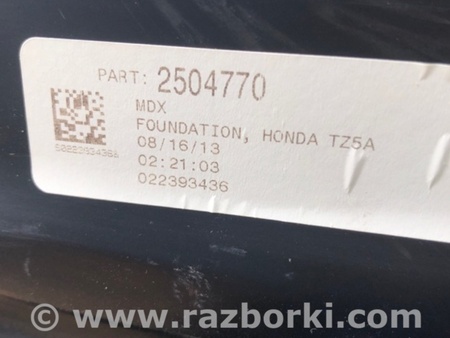 PART: 2504770
MDX
FOUNDATION, HONDA TZ5A
08/16/13
02:21:03
022393436
© www.razborki.com/